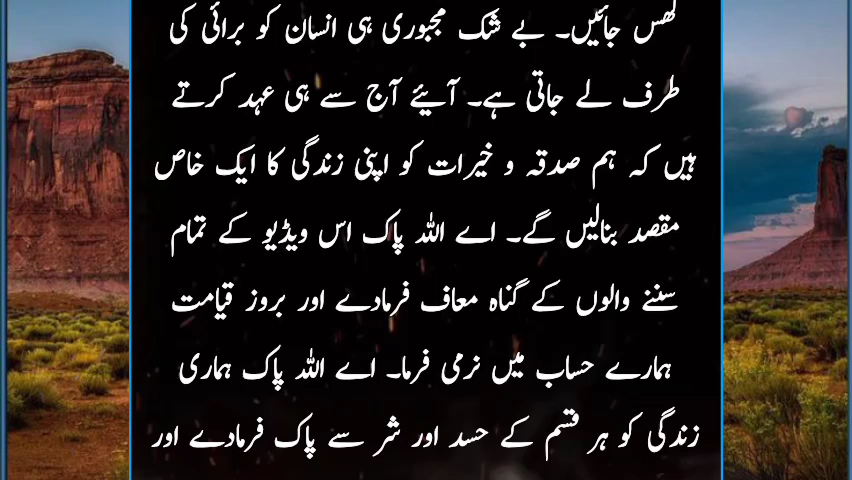 گھس جائیں۔ بے شک مجبوری ہی انسان کو برائی کی
طرف لے جاتی ہے۔ آیئے آج سے ہی عہد کرتے
ہیں کہ ہم صدقہ و خیرات کو اپنی زندگی کا ایک خاص
مقصد بنالیں گے۔ اے اللہ پاک اس ویڈیو کے تمام
سننے والوں کے گناہ معاف فرمادے اور بروز قیامت
ہمارے حساب میں نرمی فرما۔ اے اللہ پاک ہماری
زندگی کو ہر قسم کے حسد اور شر سے پاک فرمادے اور